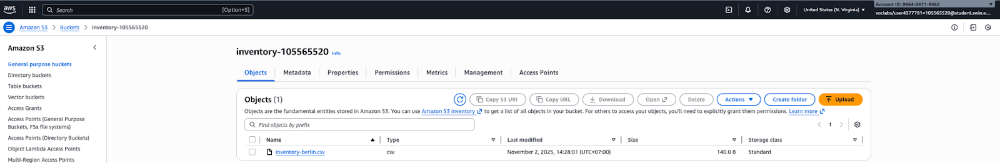 aws
Search [Option+S] United States (N. Virginia) Account ID: 0464-0411-9462
voclabs/user4377781=105565520@student.swin.e...
Amazon S3 > Buckets > inventory-105565520
Amazon S3
General purpose buckets
Directory buckets
Table buckets
Vector buckets
Access Grants
Access Points (General Purpose
Buckets, FSx file systems)
Access Points (Directory Buckets)
Object Lambda Access Points
Multi-Region Access Points
inventory-105565520 Info
Objects Metadata Properties Permissions Metrics Management Access Points
Objects (1) Copy S3 URI Copy URL Download Open Delete Actions Create folder Upload
Objects are the fundamental entities stored in Amazon S3. You can use Amazon S3 inventory to get a list of all objects in your bucket. For others to access your objects, you'll need to explicitly grant them permissions. Learn more
Find objects by prefix 1
Name Type Last modified Size Storage class
inventory-berlin.csv csv November 2, 2025, 14:28:01 (UTC+07:00) 140.0 B Standard